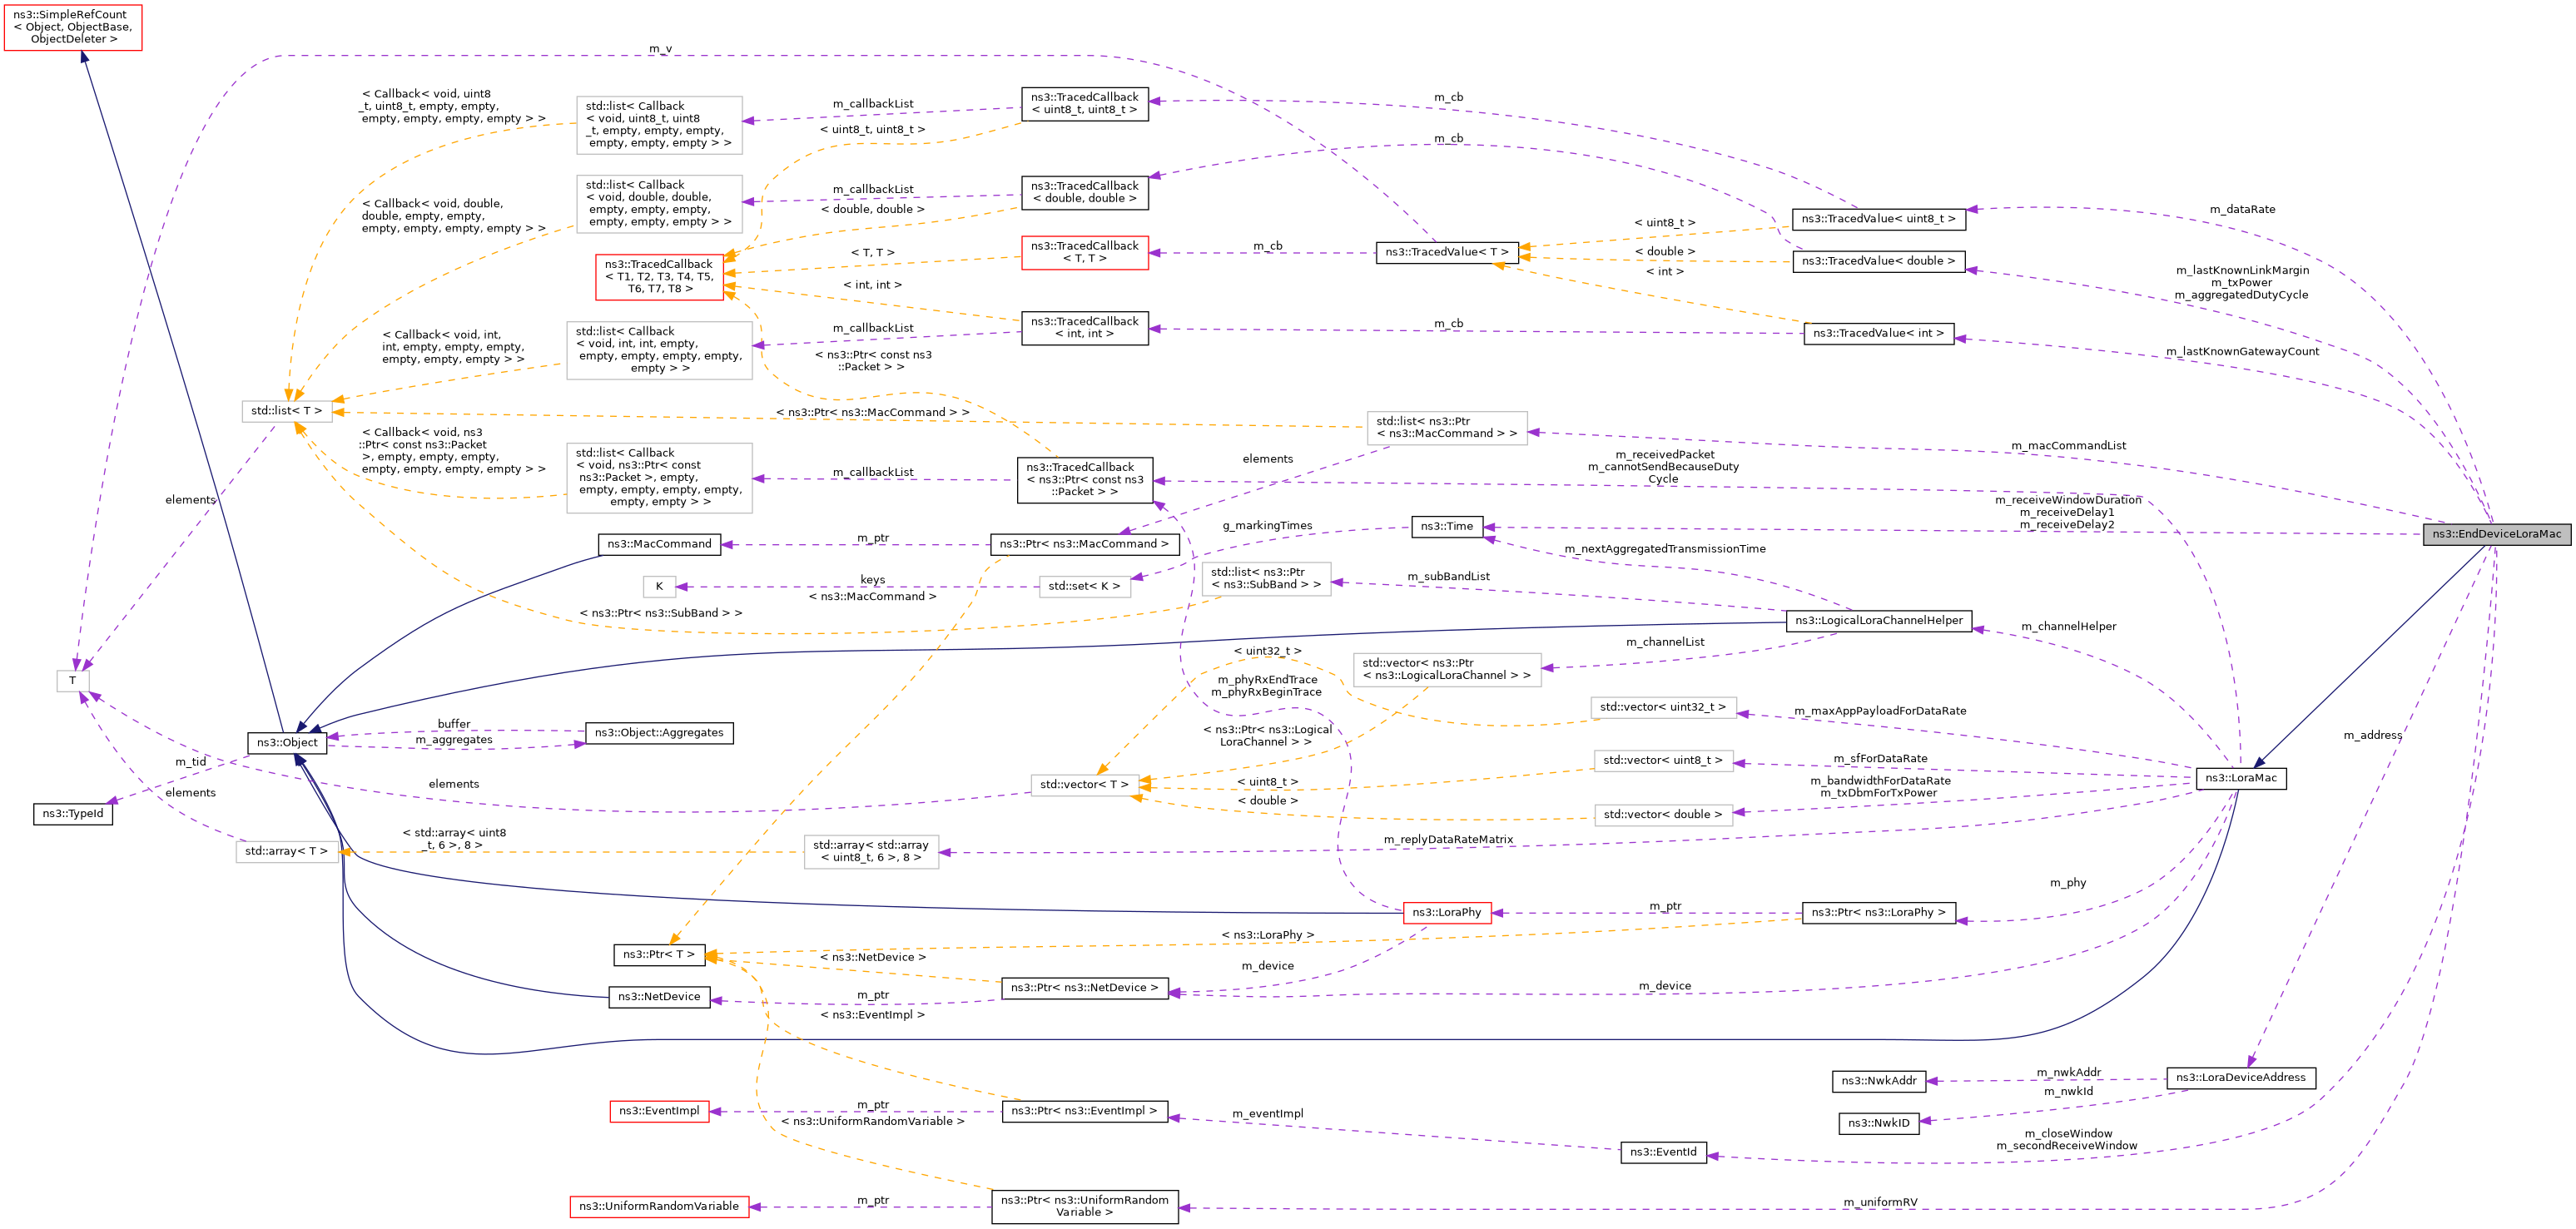 ns3::SimpleRefCount
< Object, ObjectBase,
ObjectDeleter >
m_v
< Callback< void, uint8
_t, uint8_t, empty, empty,
empty, empty, empty, empty > >
std::list< Callback
< void, uint8_t, uint8
_t, empty, empty, empty,
empty, empty, empty > >
m_callbackList
< uint8_t, uint8_t >
ns3::TracedCallback
< uint8_t, uint8_t >
m_cb
m_cb
< Callback< void, double,
double, empty, empty,
empty, empty, empty, empty > >
std::list< Callback
< void, double, double,
empty, empty, empty,
empty, empty, empty > >
m_callbackList
< double, double >
ns3::TracedCallback
< double, double >
ns3::TracedCallback
< T1, T2, T3, T4, T5,
T6, T7, T8 >
< T, T >
ns3::TracedCallback
< T, T >
m_cb
ns3::TracedValue< T >
< uint8_t >
< double >
< int >
ns3::TracedValue< uint8_t >
ns3::TracedValue< double >
ns3::TracedValue< int >
m_dataRate
m_lastKnownLinkMargin
m_txPower
m_aggregatedDutyCycle
m_lastKnownGatewayCount
< int, int >
ns3::TracedCallback
< int, int >
m_cb
< Callback< void, int,
int, empty, empty, empty,
empty, empty, empty > >
std::list< Callback
< void, int, int, empty,
empty, empty, empty, empty,
empty > >
m_callbackList
< ns3::Ptr< const ns3
::Packet > >
std::list< T >
< ns3::Ptr< ns3::MacCommand > >
std::list< ns3::Ptr
< ns3::MacCommand > >
m_macCommandList
< Callback< void, ns3
::Ptr< const ns3::Packet
>, empty, empty, empty,
empty, empty, empty, empty > >
std::list< Callback
< void, ns3::Ptr< const
ns3::Packet >, empty,
empty, empty, empty, empty,
empty, empty > >
m_callbackList
ns3::TracedCallback
< ns3::Ptr< const ns3
::Packet > >
elements
m_receivedPacket
m_cannotSendBecauseDuty
Cycle
elements
g_markingTimes
ns3::Time
m_receiveWindowDuration
m_receiveDelay1
m_receiveDelay2
ns3::EndDeviceLoraMac
ns3::MacCommand
m_ptr
ns3::Ptr< ns3::MacCommand >
m_nextAggregatedTransmissionTime
K
keys
< ns3::MacCommand >
std::set< K >
std::list< ns3::Ptr
< ns3::SubBand > >
m_subBandList
< ns3::Ptr< ns3::SubBand > >
ns3::LogicalLoraChannelHelper
m_channelHelper
< uint32_t >
std::vector< ns3::Ptr
< ns3::LogicalLoraChannel > >
m_channelList
T
m_phyRxEndTrace
m_phyRxBeginTrace
std::vector< uint32_t >
m_maxAppPayloadForDataRate
ns3::Object
buffer
m_aggregates
ns3::Object::Aggregates
< ns3::Ptr< ns3::Logical
LoraChannel > >
m_address
m_tid
std::vector< uint8_t >
m_sfForDataRate
elements
elements
std::vector< T >
< uint8_t >
< double >
m_bandwidthForDataRate
m_txDbmForTxPower
ns3::LoraMac
ns3::TypeId
std::vector< double >
std::array< T >
< std::array< uint8
_t, 6 >, 8 >
std::array< std::array
< uint8_t, 6 >, 8 >
m_replyDataRateMatrix
m_phy
ns3::LoraPhy
m_ptr
ns3::Ptr< ns3::LoraPhy >
< ns3::LoraPhy >
ns3::Ptr< T >
< ns3::NetDevice >
m_device
ns3::NetDevice
m_ptr
ns3::Ptr< ns3::NetDevice >
m_device
< ns3::EventImpl >
ns3::NwkAddr
m_nwkAddr
m_nwkId
ns3::LoraDeviceAddress
ns3::EventImpl
m_ptr
ns3::Ptr< ns3::EventImpl >
m_eventImpl
< ns3::UniformRandomVariable >
ns3::NwkID
ns3::EventId
m_closeWindow
m_secondReceiveWindow
ns3::UniformRandomVariable
m_ptr
ns3::Ptr< ns3::UniformRandom
Variable >
m_uniformRV